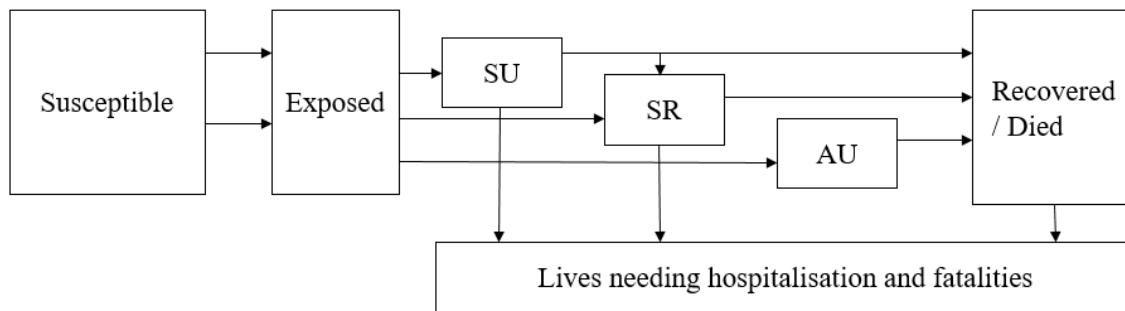 Susceptible
Exposed
SU
SR
AU
Recovered
/ Died
Lives needing hospitalisation and fatalities